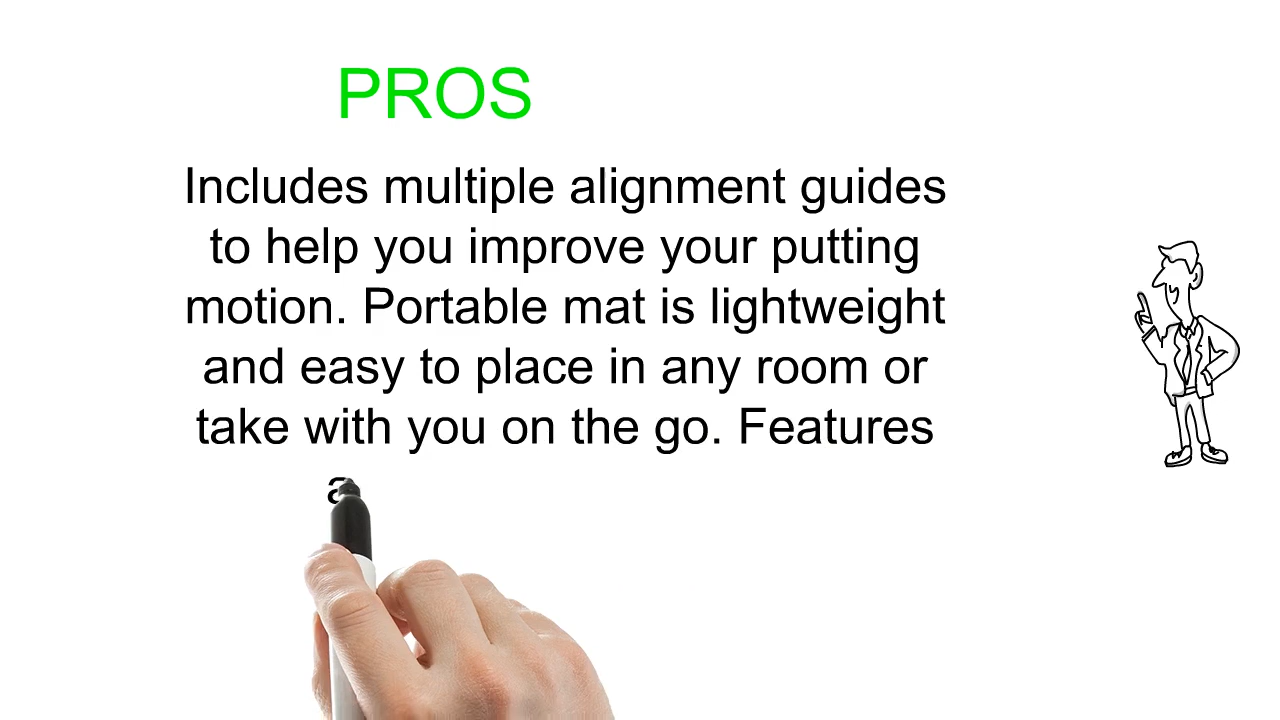 PROS
Includes multiple alignment guides
to help you improve your putting
motion. Portable mat is lightweight
and easy to place in any room or
take with you on the go. Features
a